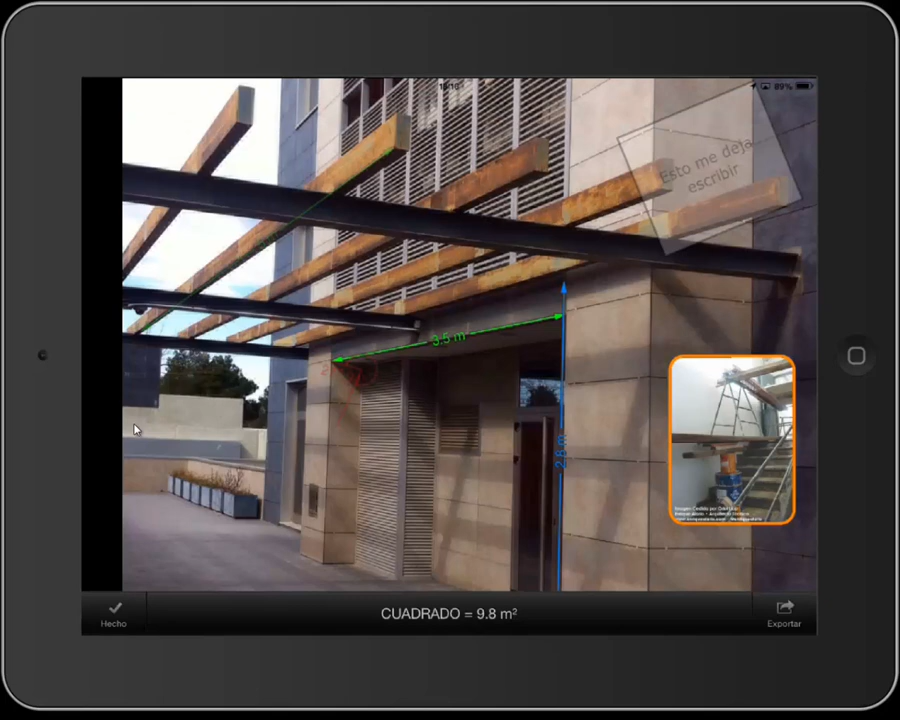 89%
Esto me deja
escribir
3.5 m
2.8 m
CUADRADO = 9.8 m²
Hecho
Exportar